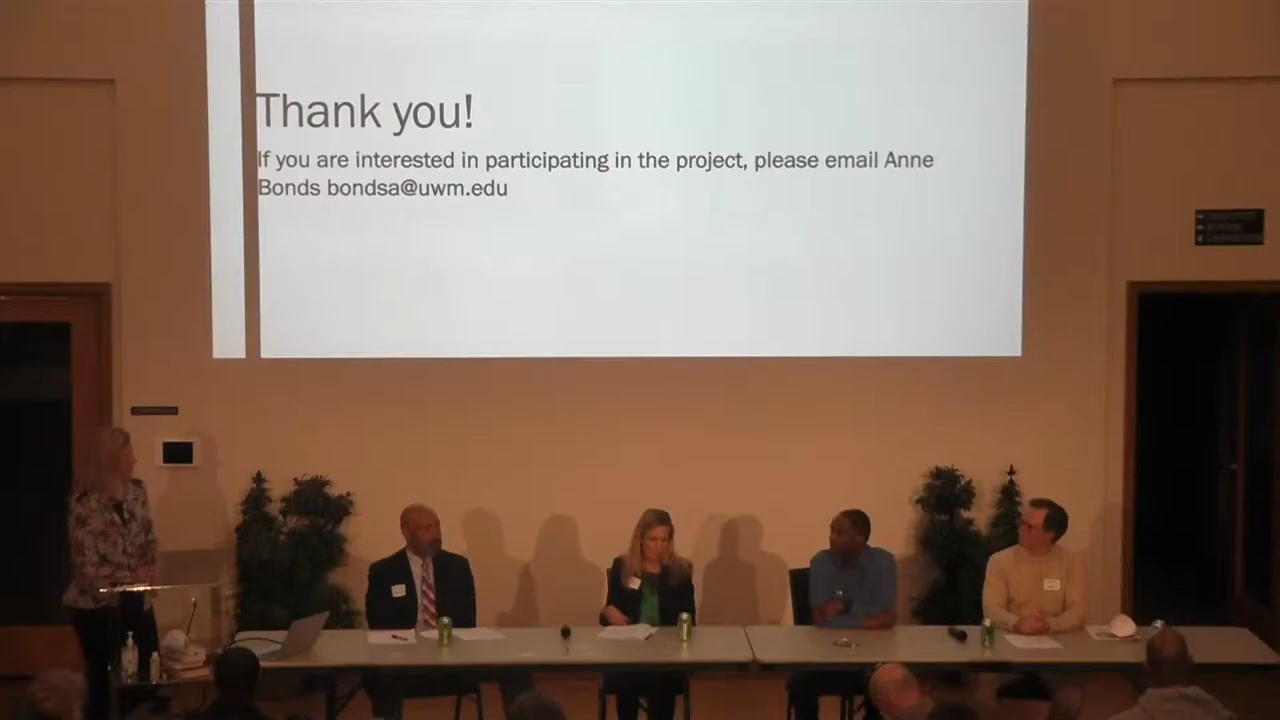 Thank you!
If you are interested in participating in the project, please email Anne
Bonds bondsa@uwm.edu